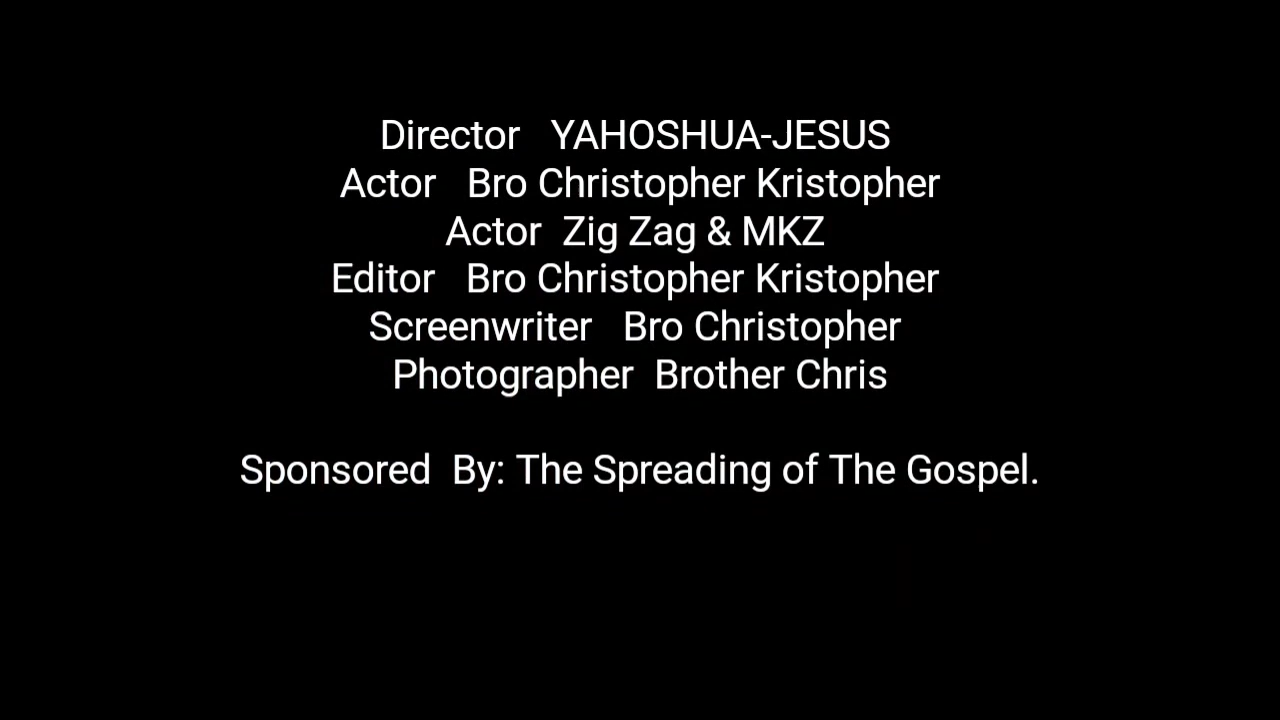 Director YAHOSHUA-JESUS
Actor Bro Christopher Kristopher
Actor Zig Zag & MKZ
Editor Bro Christopher Kristopher
Screenwriter Bro Christopher
Photographer Brother Chris
Sponsored By: The Spreading of The Gospel.